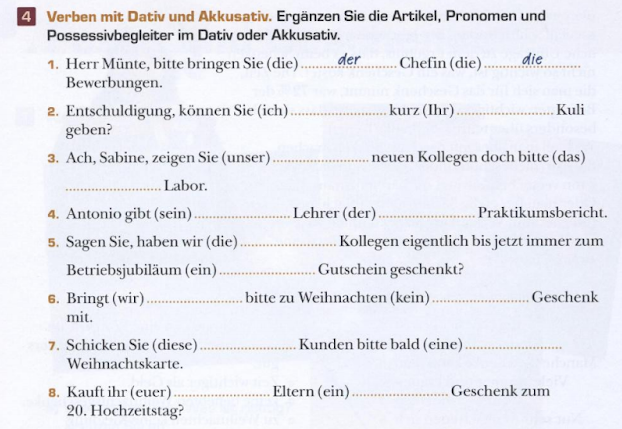 4 Verben mit Dativ und Akkusativ. Ergänzen Sie die Artikel, Pronomen und
Possessivbegleiter im Dativ oder Akkusativ.
1. Herr Münte, bitte bringen Sie (die) ....der.... Chefin (die) ....die....
Bewerbungen.
2. Entschuldigung, können Sie (ich) .................... kurz (Ihr) .................... Kuli
geben?
3. Ach, Sabine, zeigen Sie (unser) .................... neuen Kollegen doch bitte (das)
.................... Labor.
4. Antonio gibt (sein) .................... Lehrer (der) .................... Praktikumsbericht.
5. Sagen Sie, haben wir (die) .................... Kollegen eigentlich bis jetzt immer zum
Betriebsjubiläum (ein) .................... Gutschein geschenkt?
6. Bringt (wir) .................... bitte zu Weihnachten (kein) .................... Geschenk
mit.
7. Schicken Sie (diese) .................... Kunden bitte bald (eine) ....................
Weihnachtskarte.
8. Kauft ihr (euer) .................... Eltern (ein) .................... Geschenk zum
20. Hochzeitstag?